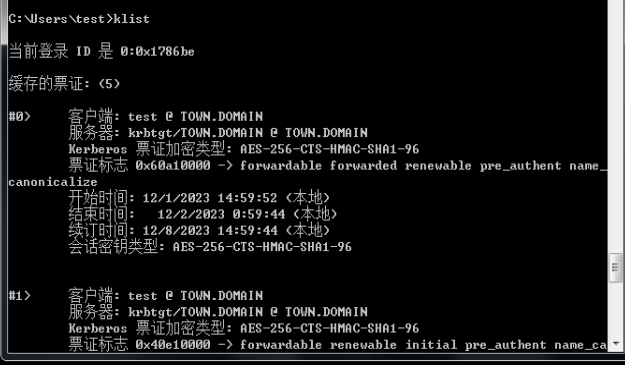 C:\Users\test>klist
当前登录 ID 是 0:0x1786be
缓存的票证: (5)
#0> 客户端: test @ TOWN.DOMAIN
服务器: krbtgt/TOWN.DOMAIN @ TOWN.DOMAIN
Kerberos 票证加密类型: AES-256-CTS-HMAC-SHA1-96
票证标志 0x60a10000 -> forwardable forwarded renewable pre_authent name_
canonicalize
开始时间: 12/1/2023 14:59:52 (本地)
结束时间: 12/2/2023 0:59:44 (本地)
续订时间: 12/8/2023 14:59:44 (本地)
会话密钥类型: AES-256-CTS-HMAC-SHA1-96
#1> 客户端: test @ TOWN.DOMAIN
服务器: krbtgt/TOWN.DOMAIN @ TOWN.DOMAIN
Kerberos 票证加密类型: AES-256-CTS-HMAC-SHA1-96
票证标志 0x40e10000 -> forwardable renewable initial pre_authent name_ca